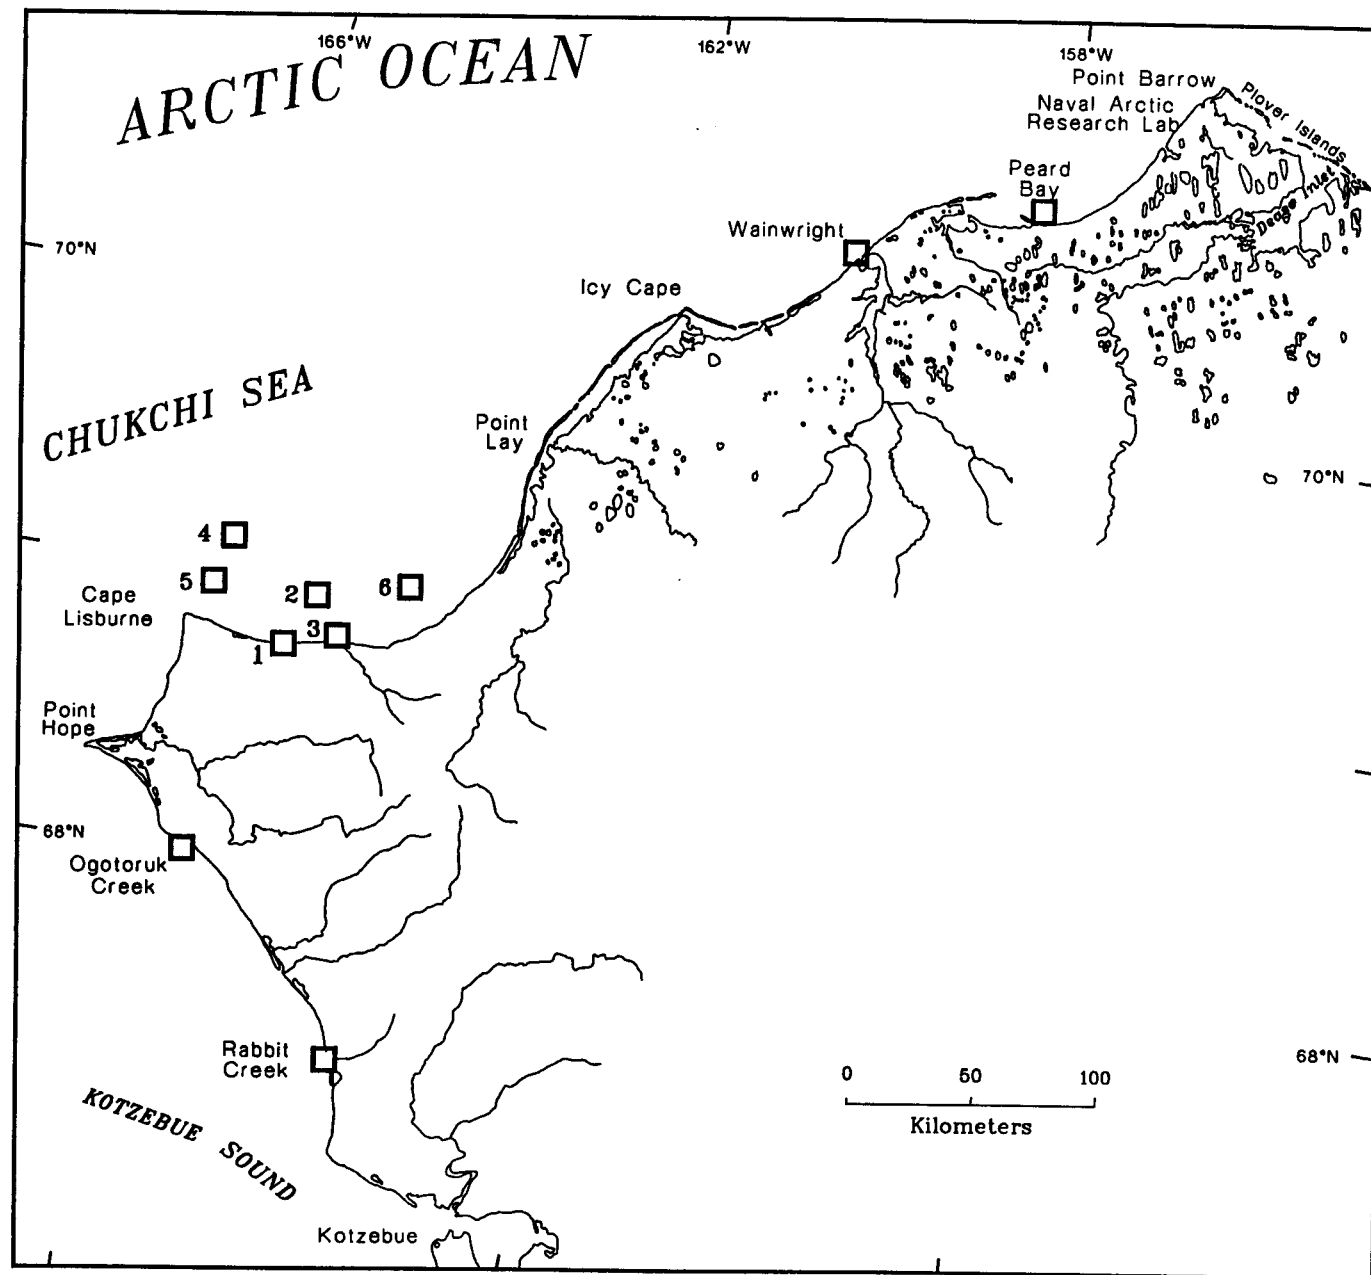 166°W
162°W
158°W
ARCTIC OCEAN
Point Barrow
Naval Arctic
Research Lab
Plover Islands
Peard
Bay
Dease Inlet
Wainwright
70°N
Icy Cape
CHUKCHI SEA
Point
Lay
70°N
4
5
2
6
Cape
Lisburne
3
1
Point
Hope
68°N
Ogotoruk
Creek
Rabbit
Creek
68°N
0 50 100
Kilometers
KOTZEBUE SOUND
Kotzebue